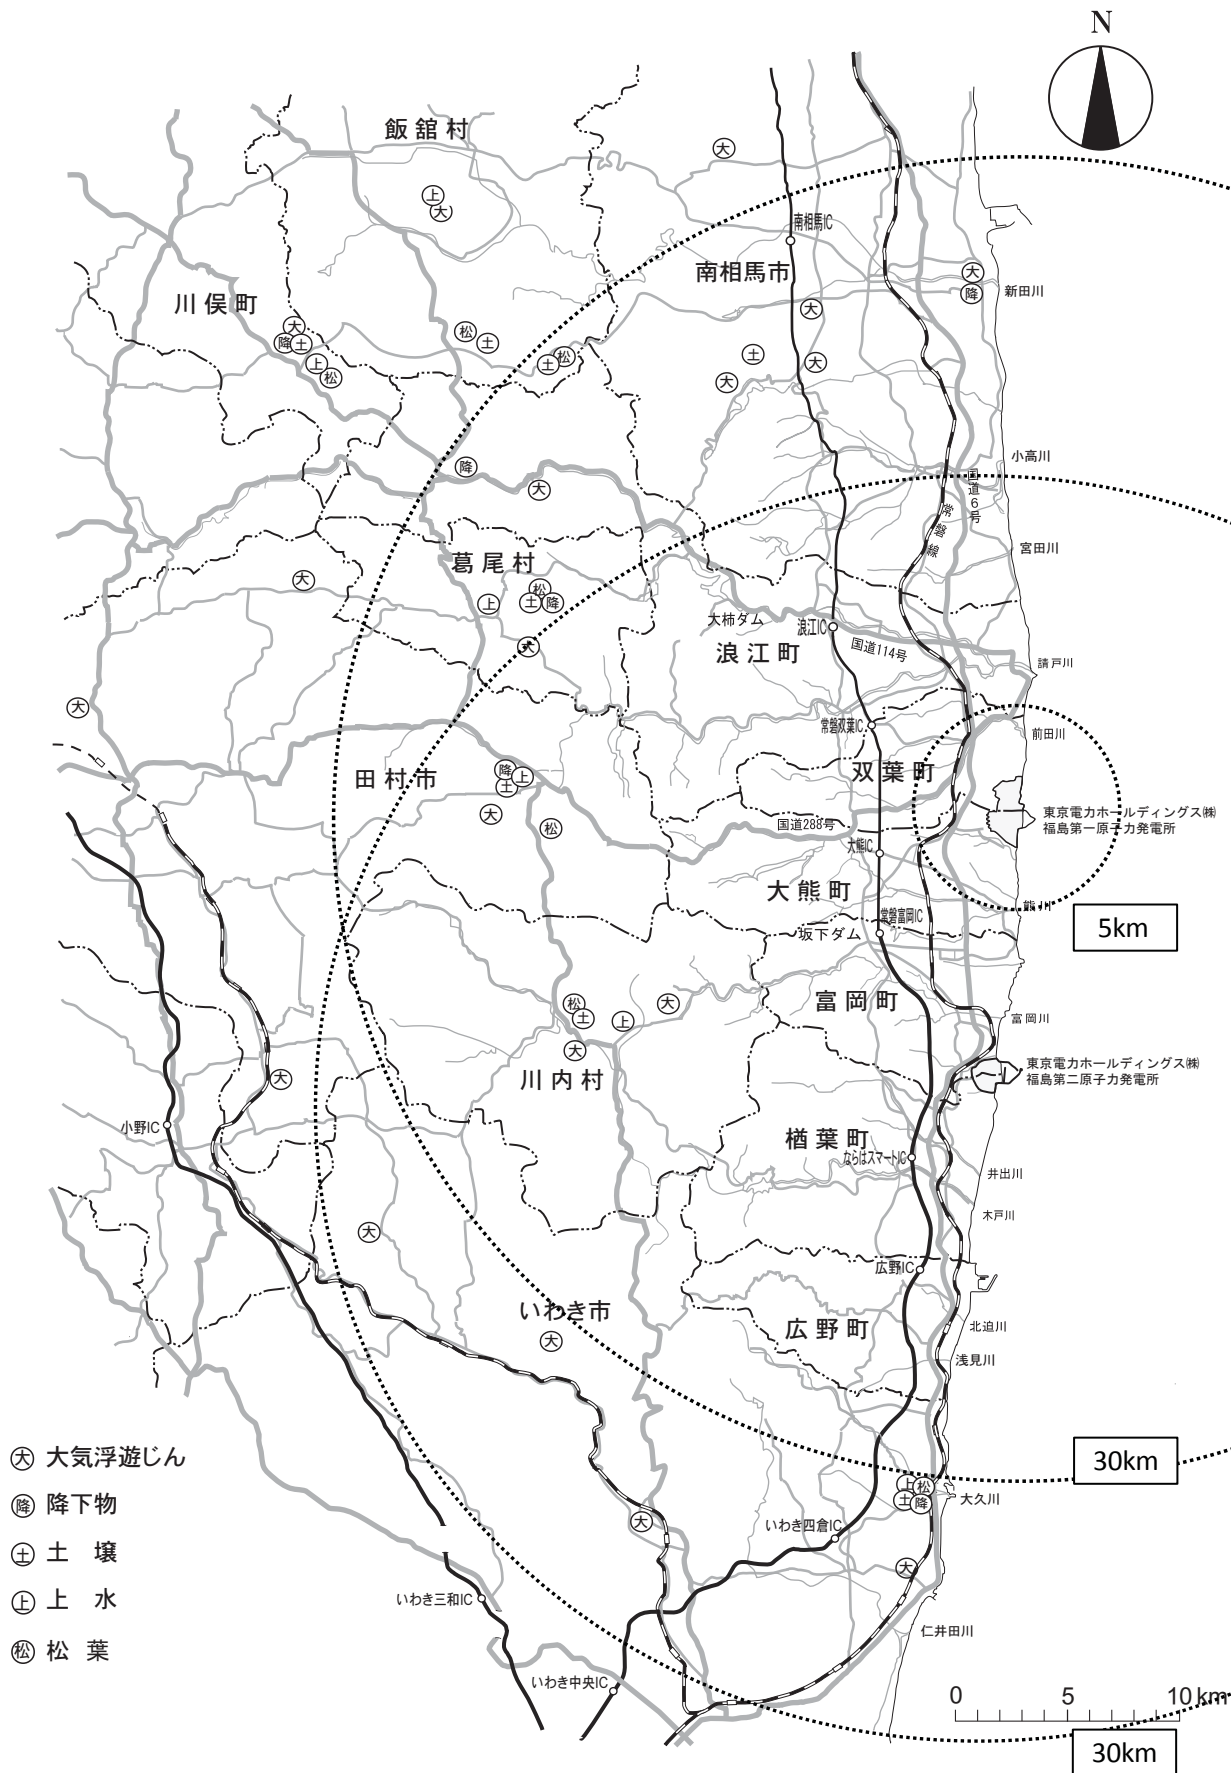 N
飯舘村
大
上
大
南相馬IC
南相馬市
大
降
新田川
川俣町
大
大
降
土
松
土
土
大
松
土
大
上
松
小高川
降
国道6号
大
常磐線
宮田川
葛尾村
大
松
上
土
降
大柿ダム
浪江IC
大
浪江町
国道114号
請戸川
大
常磐双葉IC
前田川
田村市
降
上
土
双葉町
大
松
国道288号
東京電力ホールディングス㈱
福島第一原子力発電所
大熊IC
大熊町
熊川
常磐富岡IC
5km
坂下ダム
富岡町
松
土
上
大
富岡川
大
川内村
東京電力ホールディングス㈱
福島第二原子力発電所
大
小野IC
楢葉町
ならはスマートIC
井出川
木戸川
大
広野IC
いわき市
大
広野町
北迫川
浅見川
大 大気浮遊じん
30km
降 降下物
上
松
土
降
大久川
大
いわき四倉IC
土 土　壌
大
上 上　水
いわき三和IC
仁井田川
松 松　葉
いわき中央IC
0 5 10 km
30km